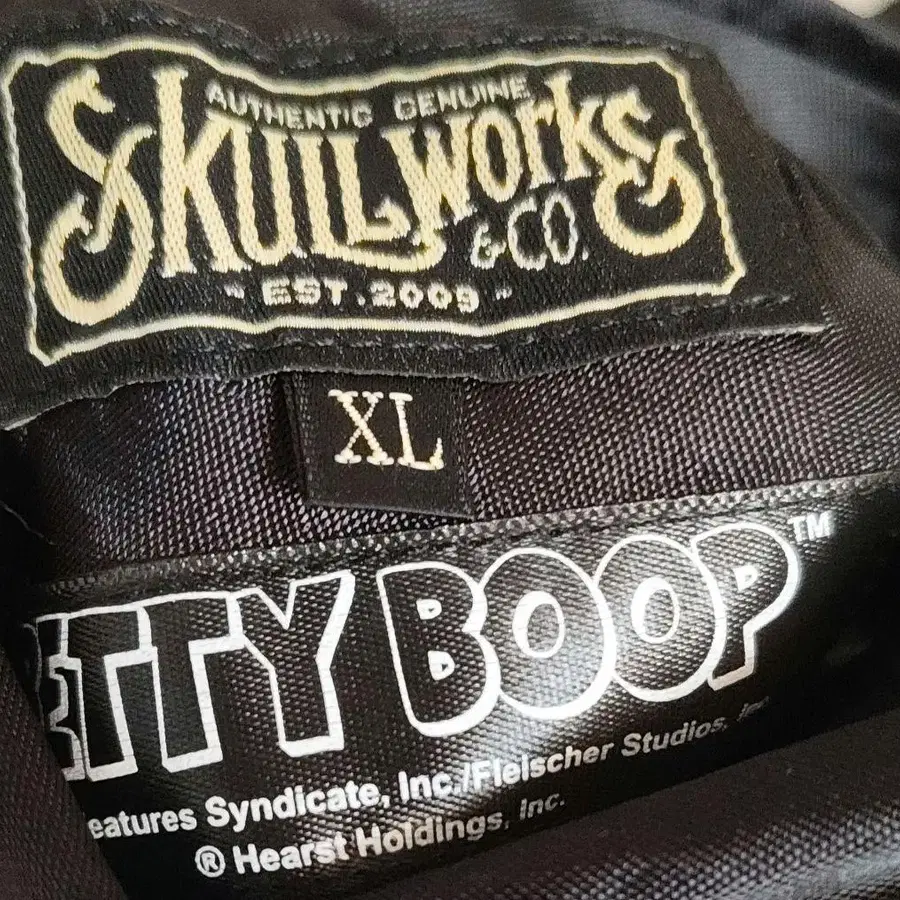 AUTHENTIC GENUINE
SKULLWORKS
&CO.
- EST.2009 -
XL
ETTY BOOP™
eatures Syndicate, Inc./Fleischer Studios, Inc.
® Hearst Holdings, Inc.